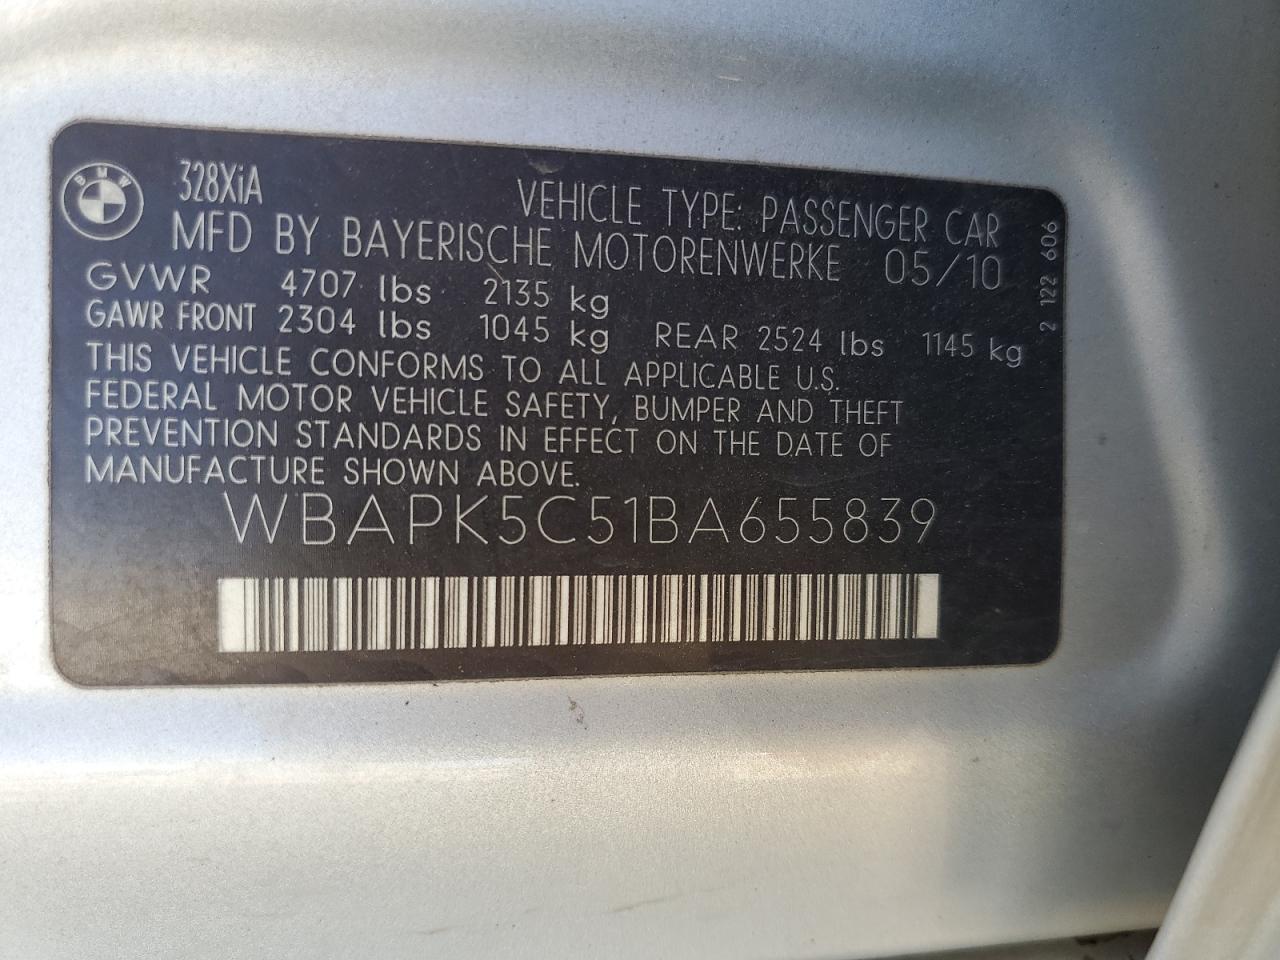 BMW
328XiA
VEHICLE TYPE: PASSENGER CAR
MFD BY BAYERISCHE MOTORENWERKE 05/10
GVWR 4707 lbs 2135 kg
GAWR FRONT 2304 lbs 1045 kg REAR 2524 lbs 1145 kg
THIS VEHICLE CONFORMS TO ALL APPLICABLE U.S.
FEDERAL MOTOR VEHICLE SAFETY, BUMPER AND THEFT
PREVENTION STANDARDS IN EFFECT ON THE DATE OF
MANUFACTURE SHOWN ABOVE.
WBAPK5C51BA655839
2 122 606